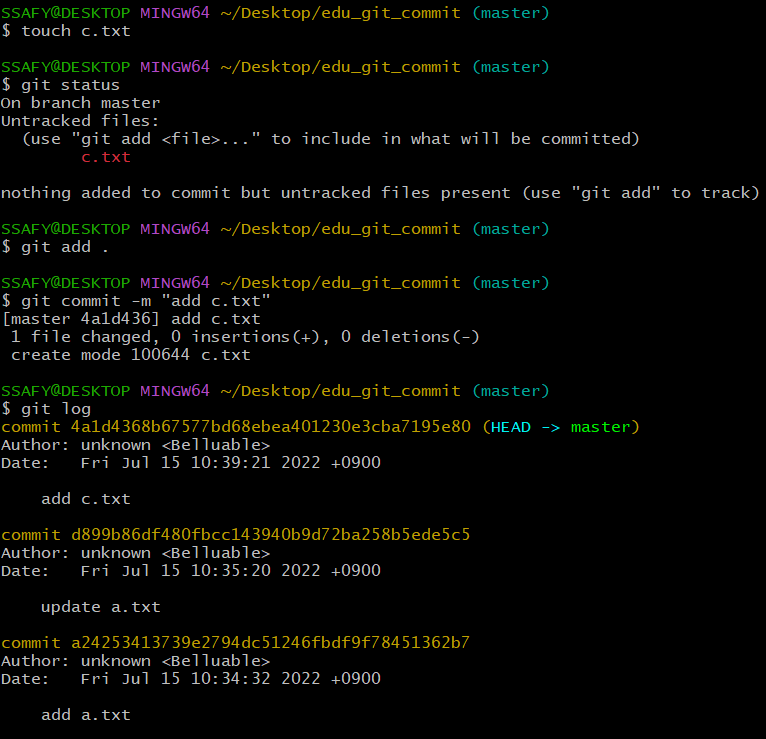 SSAFY@DESKTOP MINGW64 ~/Desktop/edu_git_commit (master)
$ touch c.txt

SSAFY@DESKTOP MINGW64 ~/Desktop/edu_git_commit (master)
$ git status
On branch master
Untracked files:
  (use "git add <file>..." to include in what will be committed)
        c.txt

nothing added to commit but untracked files present (use "git add" to track)

SSAFY@DESKTOP MINGW64 ~/Desktop/edu_git_commit (master)
$ git add .

SSAFY@DESKTOP MINGW64 ~/Desktop/edu_git_commit (master)
$ git commit -m "add c.txt"
[master 4a1d436] add c.txt
 1 file changed, 0 insertions(+), 0 deletions(-)
 create mode 100644 c.txt

SSAFY@DESKTOP MINGW64 ~/Desktop/edu_git_commit (master)
$ git log
commit 4a1d4368b67577bd68ebea401230e3cba7195e80 (HEAD -> master)
Author: unknown <Belluable>
Date:   Fri Jul 15 10:39:21 2022 +0900

    add c.txt

commit d899b86df480fbcc143940b9d72ba258b5ede5c5
Author: unknown <Belluable>
Date:   Fri Jul 15 10:35:20 2022 +0900

    update a.txt

commit a24253413739e2794dc51246fbdf9f78451362b7
Author: unknown <Belluable>
Date:   Fri Jul 15 10:34:32 2022 +0900

    add a.txt